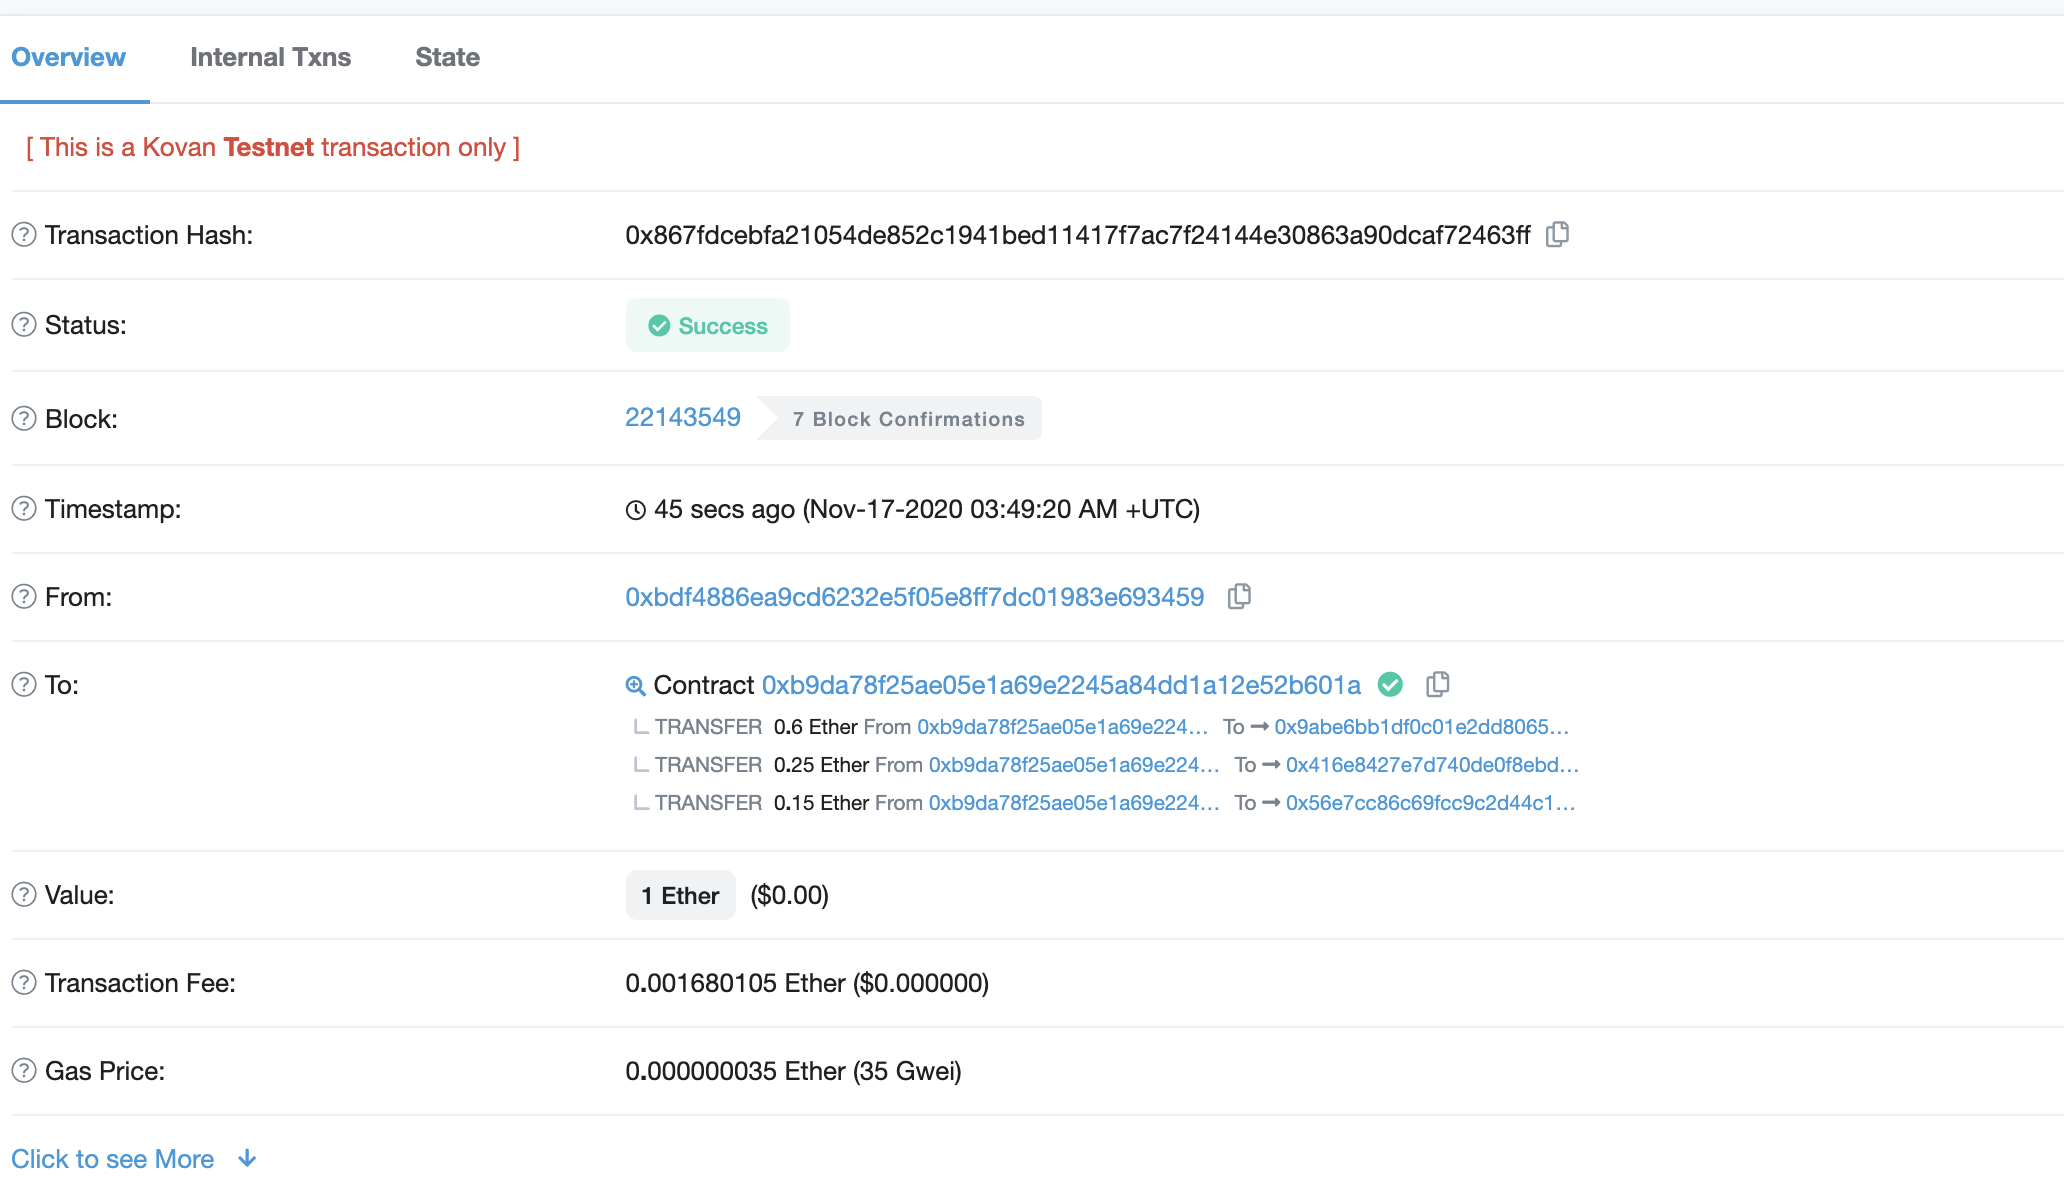 Overview Internal Txns State
[ This is a Kovan Testnet transaction only ]
Transaction Hash: 0x867fdcebfa21054de852c1941bed11417f7ac7f24144e30863a90dcaf72463ff
Status: Success
Block: 22143549 7 Block Confirmations
Timestamp: 45 secs ago (Nov-17-2020 03:49:20 AM +UTC)
From: 0xbdf4886ea9cd6232e5f05e8ff7dc01983e693459
To: Contract 0xb9da78f25ae05e1a69e2245a84dd1a12e52b601a
TRANSFER 0.6 Ether From 0xb9da78f25ae05e1a69e224... To → 0x9abe6bb1df0c01e2dd8065...
TRANSFER 0.25 Ether From 0xb9da78f25ae05e1a69e224... To → 0x416e8427e7d740de0f8ebd...
TRANSFER 0.15 Ether From 0xb9da78f25ae05e1a69e224... To → 0x56e7cc86c69fcc9c2d44c1...
Value: 1 Ether ($0.00)
Transaction Fee: 0.001680105 Ether ($0.000000)
Gas Price: 0.000000035 Ether (35 Gwei)
Click to see More ↓